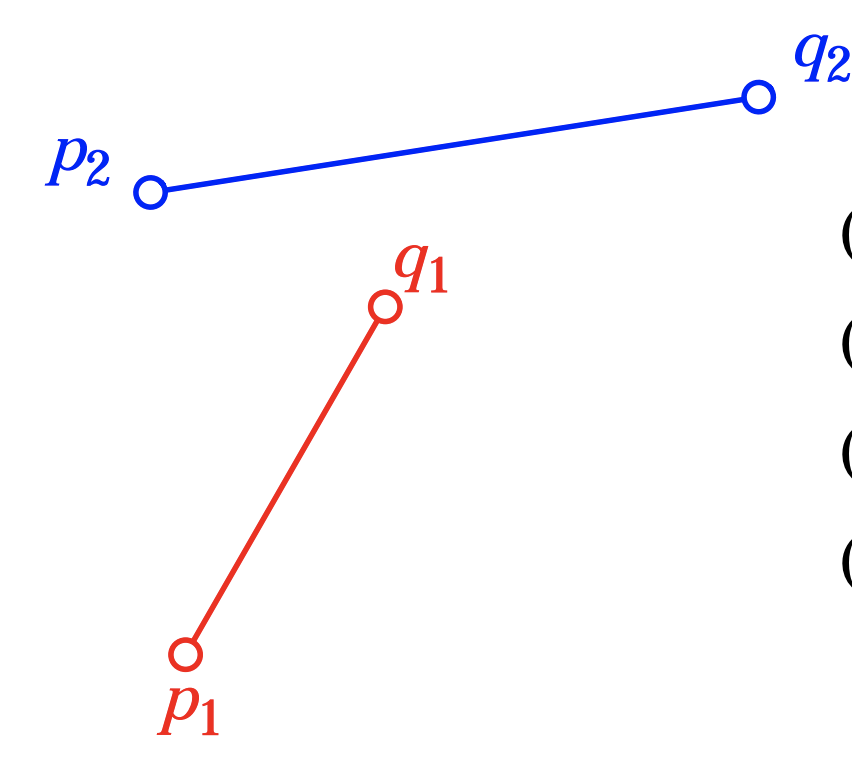 q₂
p₂
q₁
(
(
(
(
p₁